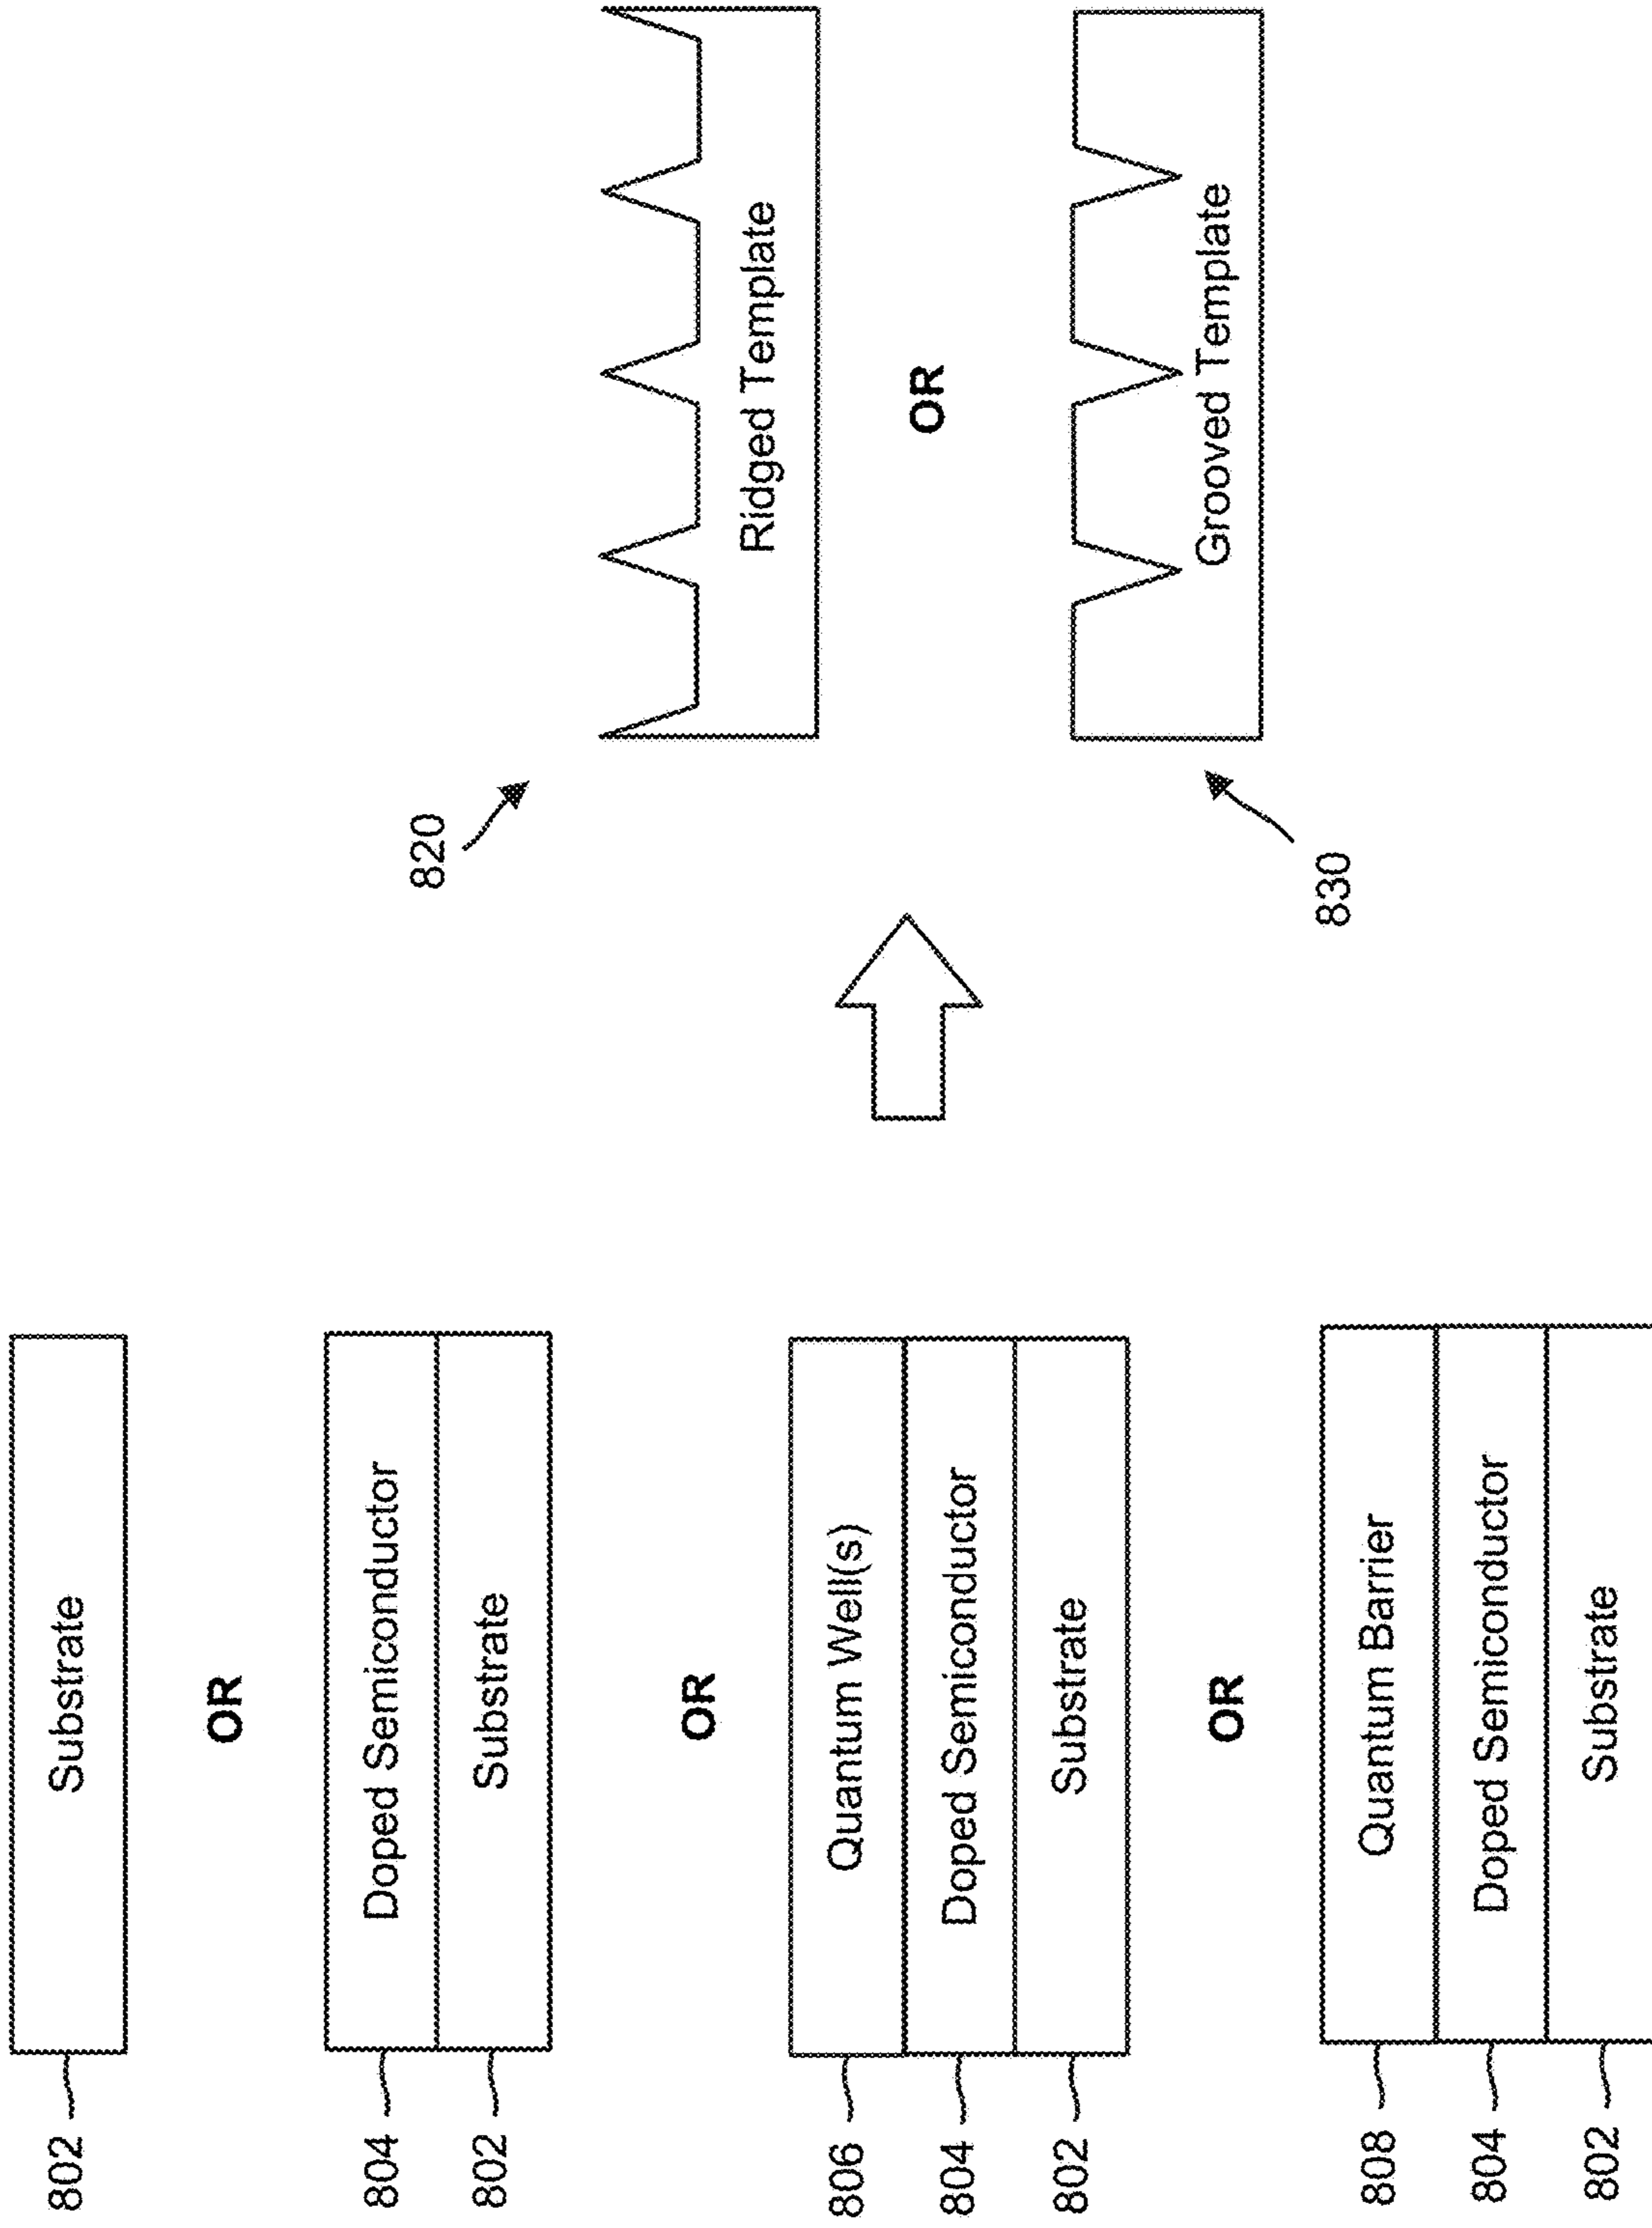 802
Substrate
OR
804
Doped Semiconductor
802
Substrate
OR
806
Quantum Well(s)
804
Doped Semiconductor
802
Substrate
OR
808
Quantum Barrier
804
Doped Semiconductor
802
Substrate
820
Ridged Template
OR
830
Grooved Template